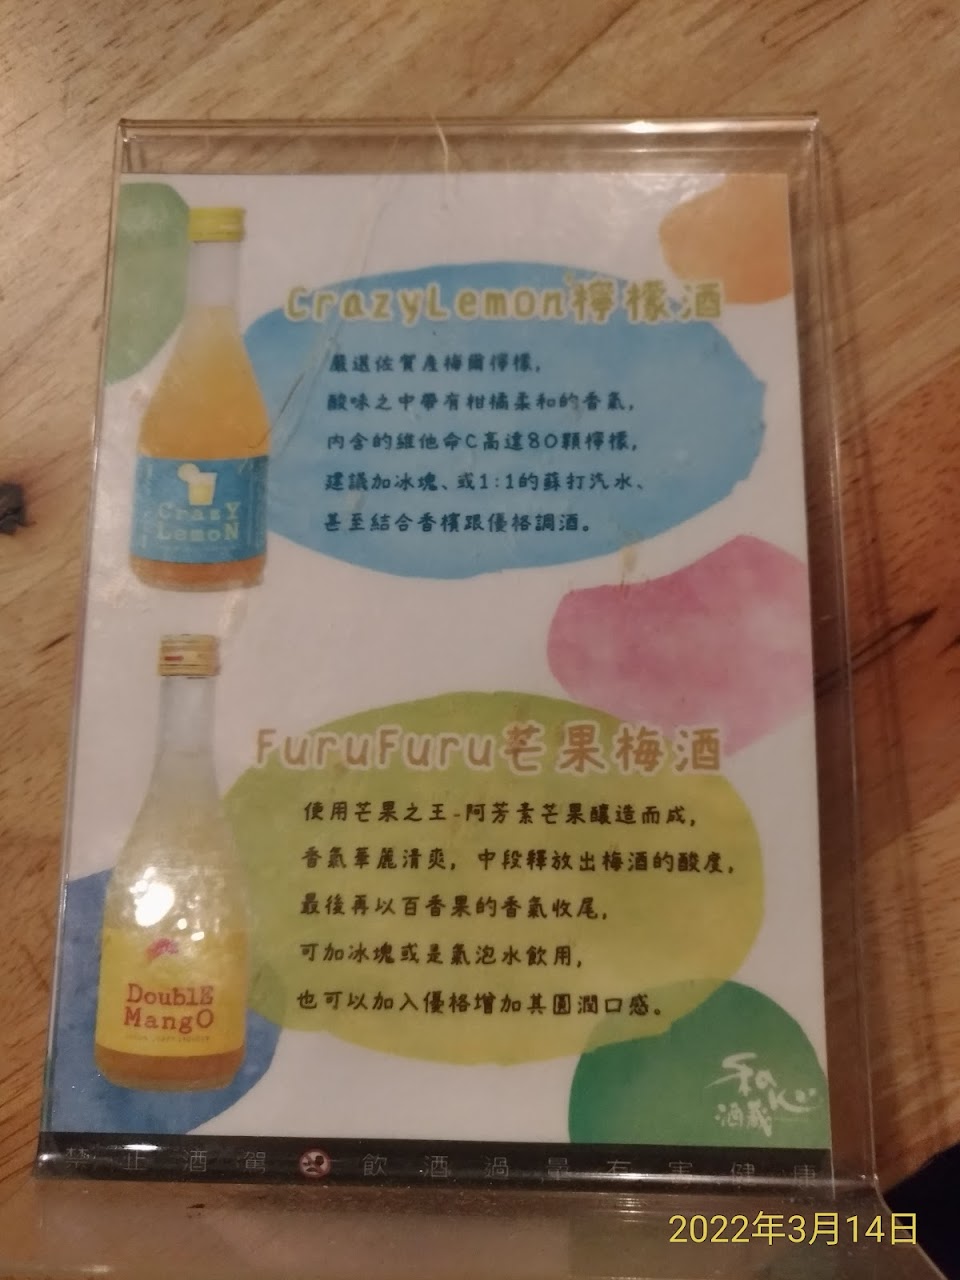 CrazyLemon檸檬酒
嚴選佐賀產梅爾檸檬,
酸味之中帶有柑橘柔和的香氣,
內含的維他命C高達80顆檸檬,
建議加冰塊、或1:1的蘇打汽水、
甚至結合香檳跟優格調酒。
CrazY
LemoN
FuruFuru芒果梅酒
使用芒果之王-阿芳素芒果釀造而成,
香氣華麗清爽, 中段釋放出梅酒的酸度,
最後再以百香果的香氣收尾,
可加冰塊或是氣泡水飲用,
也可以加入優格增加其圓潤口感。
DoublE
MangO
酒藏
禁止酒駕 飲酒過量有害健康
2022年3月14日